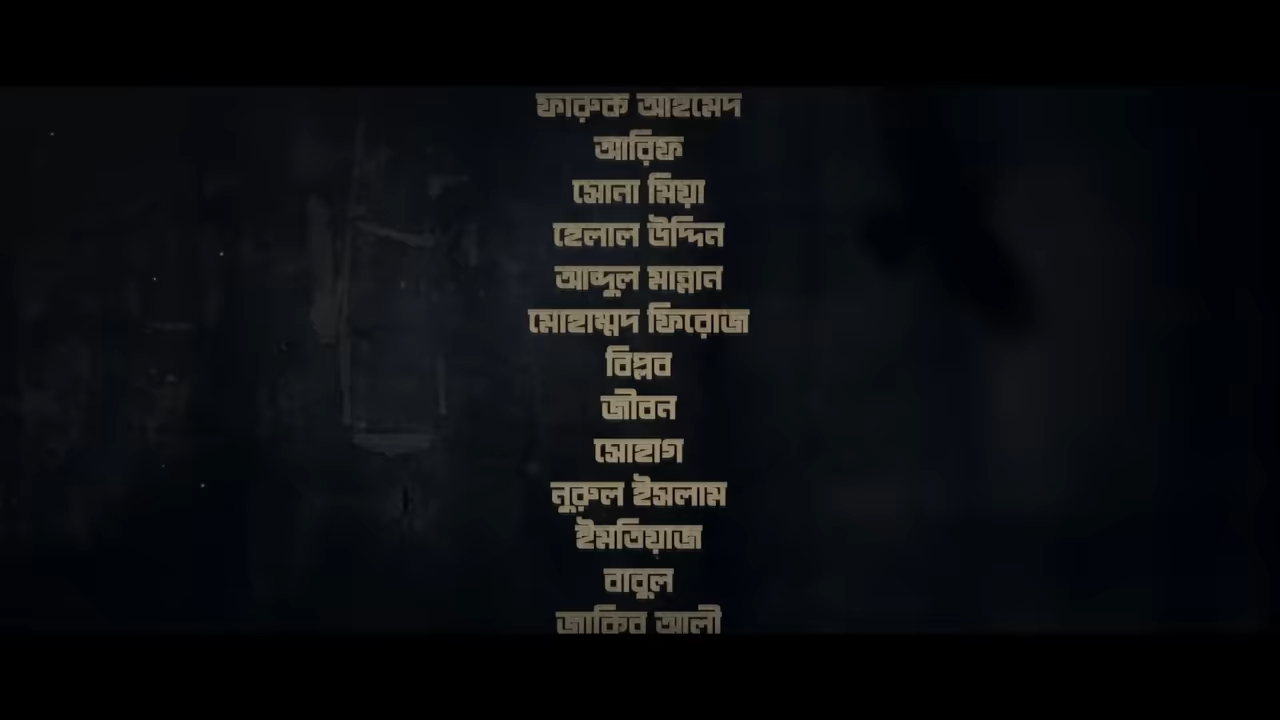 ফারুক আহমেদ
আরিফ
সোনা মিয়া
হেলাল উদ্দিন
আব্দুল মান্নান
মোহাম্মদ ফিরোজ
বিপ্লব
জীবন
সোহাগ
নুরুল ইসলাম
ইমতিয়াজ
বাবুল
জাকির আলী